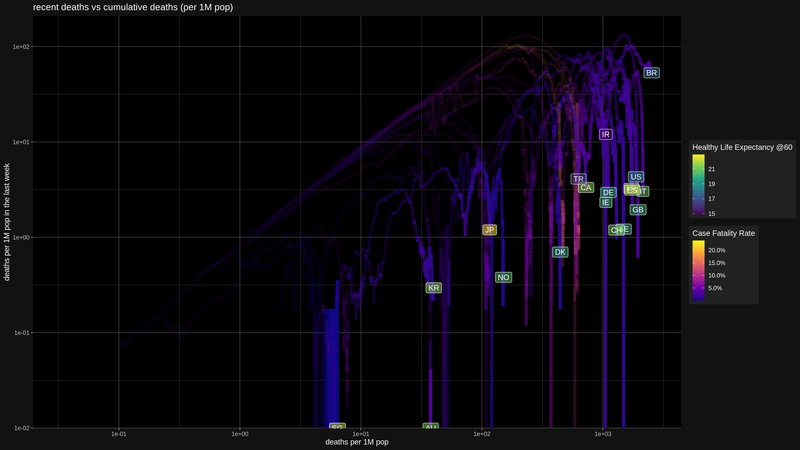 recent deaths vs cumulative deaths (per 1M pop)
1e+02
1e+01
1e+00
1e-01
1e-02
deaths per 1M pop in the last week
BR
IR
TR
CA
US
DE
ES
IT
IE
GB
JP
CH
DK
NO
KR
SG
AU
1e-01
1e+00
1e+01
1e+02
1e+03
deaths per 1M pop
Healthy Life Expectancy @60
21
19
17
15
Case Fatality Rate
20.0%
15.0%
10.0%
5.0%